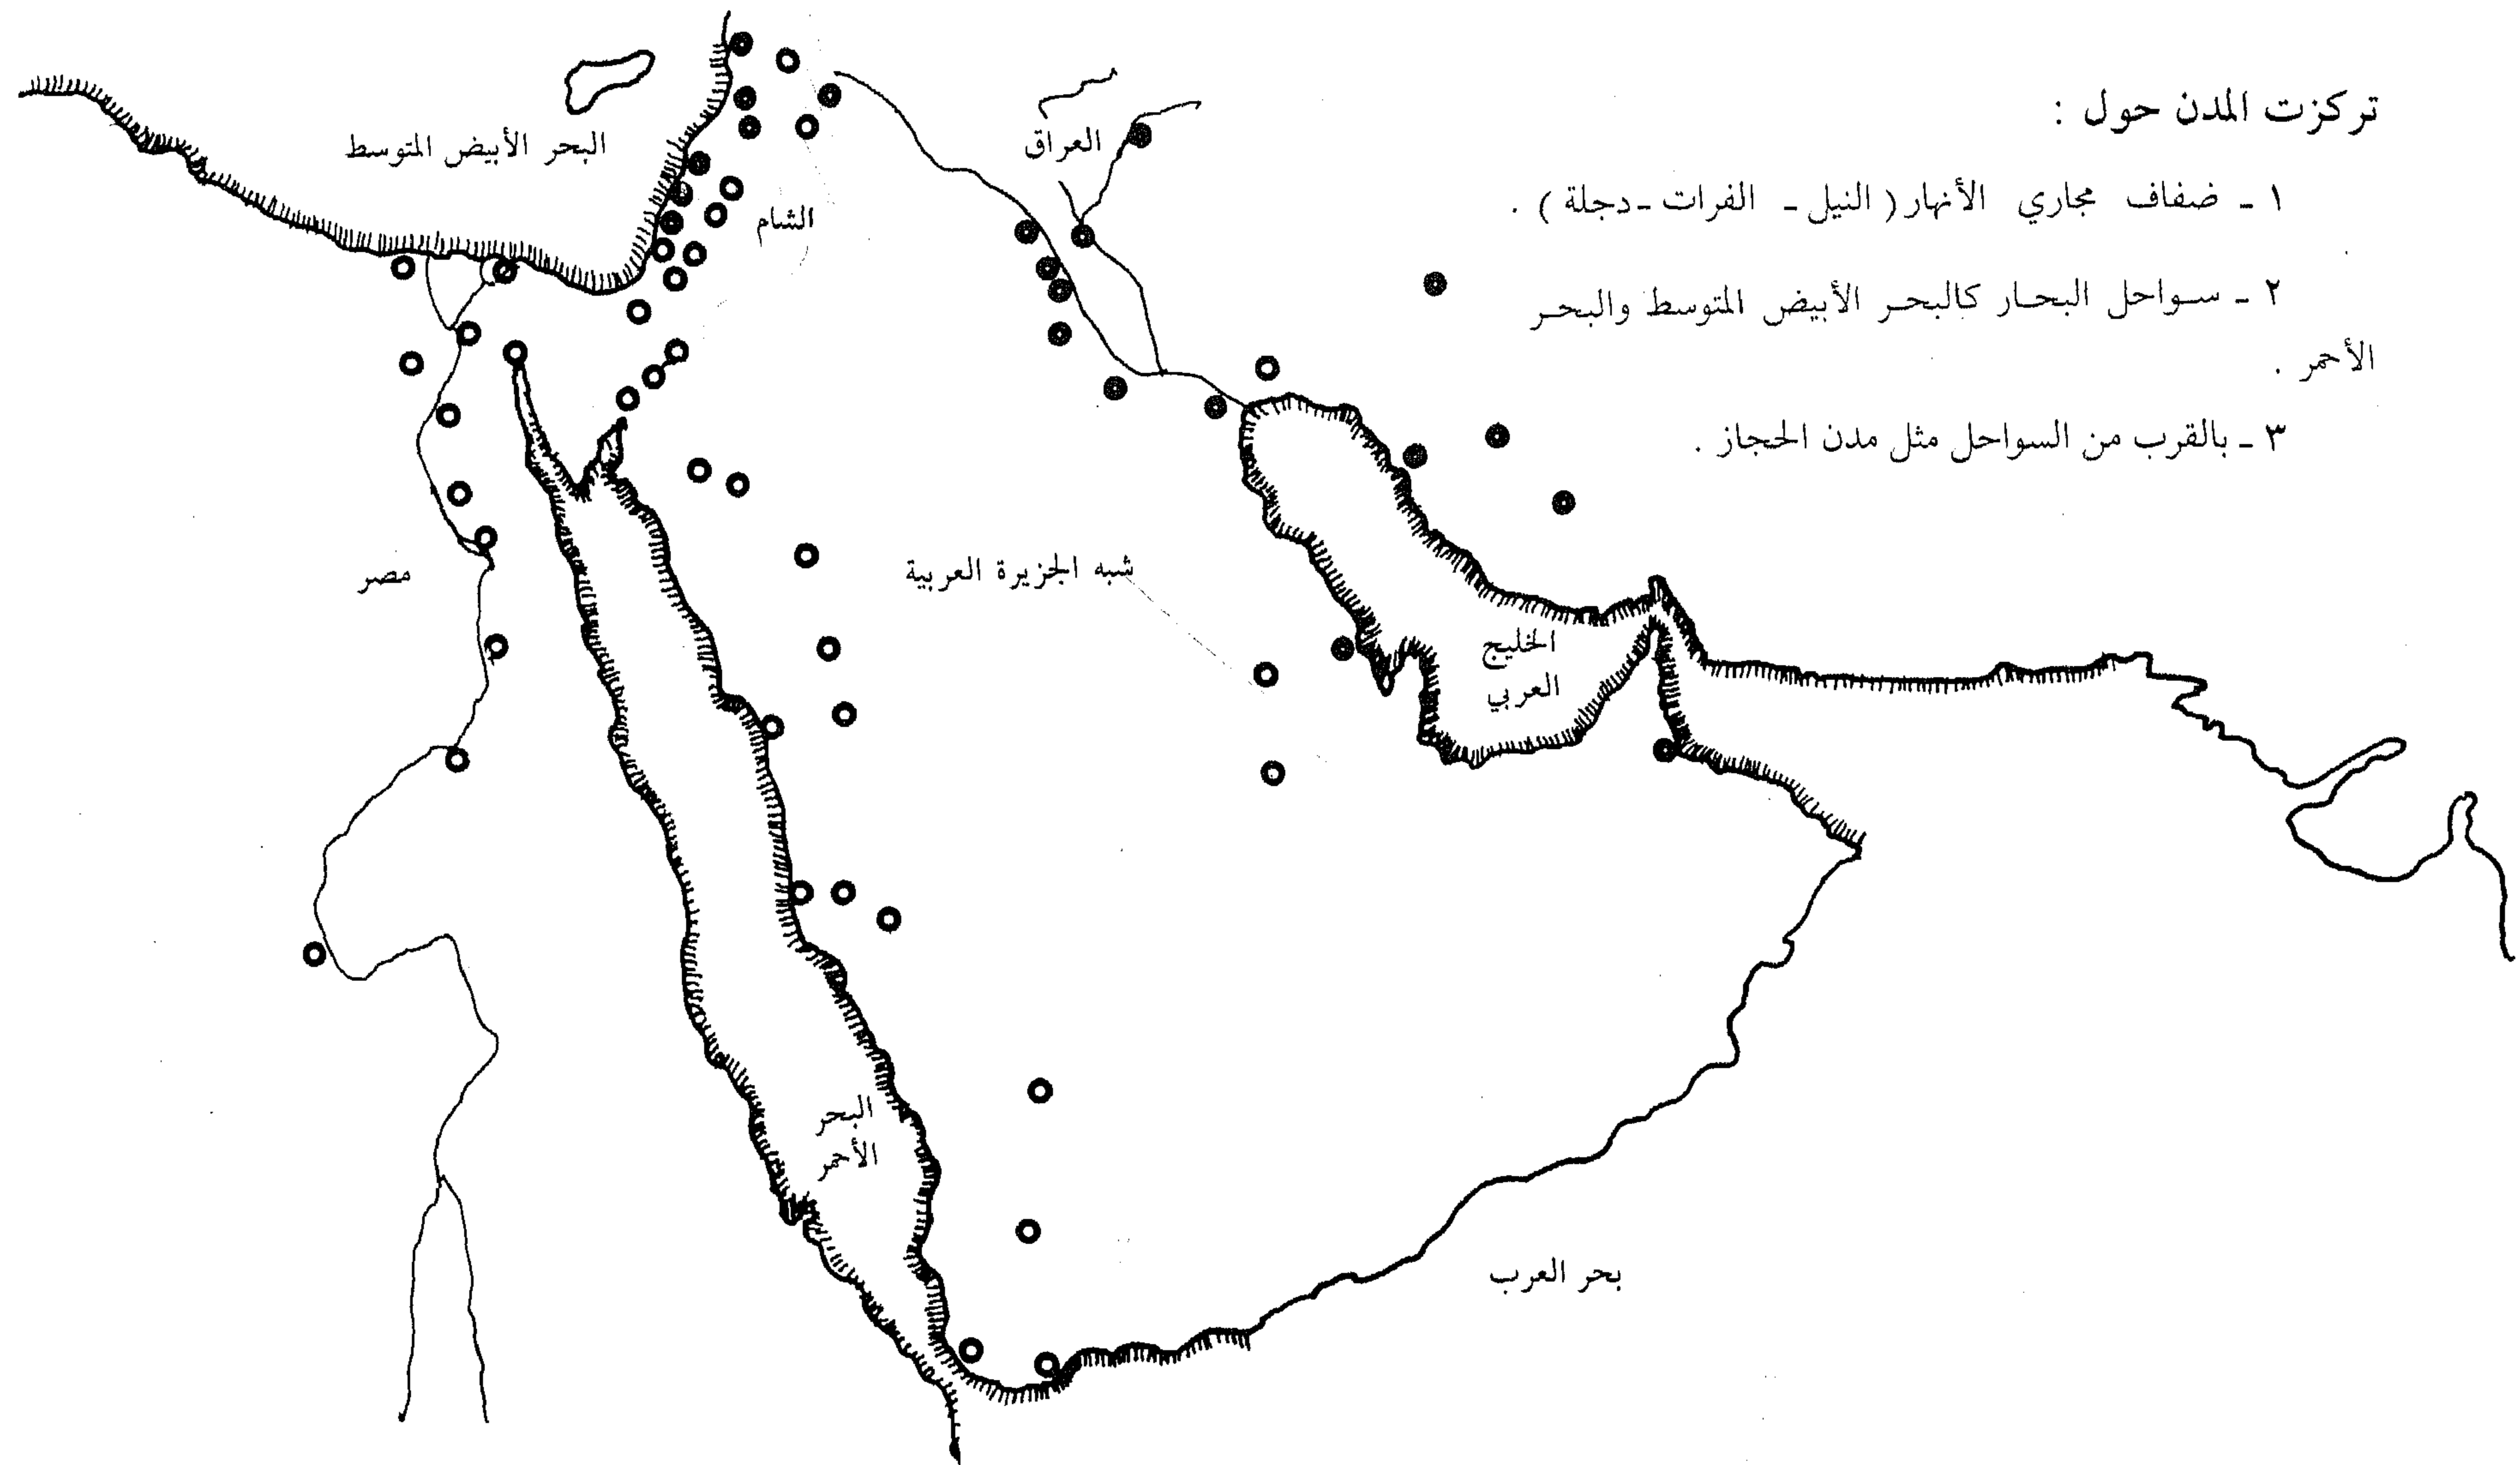 تركزت المدن حول :
١ - ضفاف مجاري الأنهار ( النيل - الفرات - دجلة ) .
٢ - سواحل البحار كالبحر الأبيض المتوسط والبحر
الأحمر .
٣ - بالقرب من السواحل مثل مدن الحجاز .
البحر الأبيض المتوسط
العراق
الشام
شبه الجزيرة العربية
مصر
الخليج
العربي
البحر
الأحمر
بحر العرب